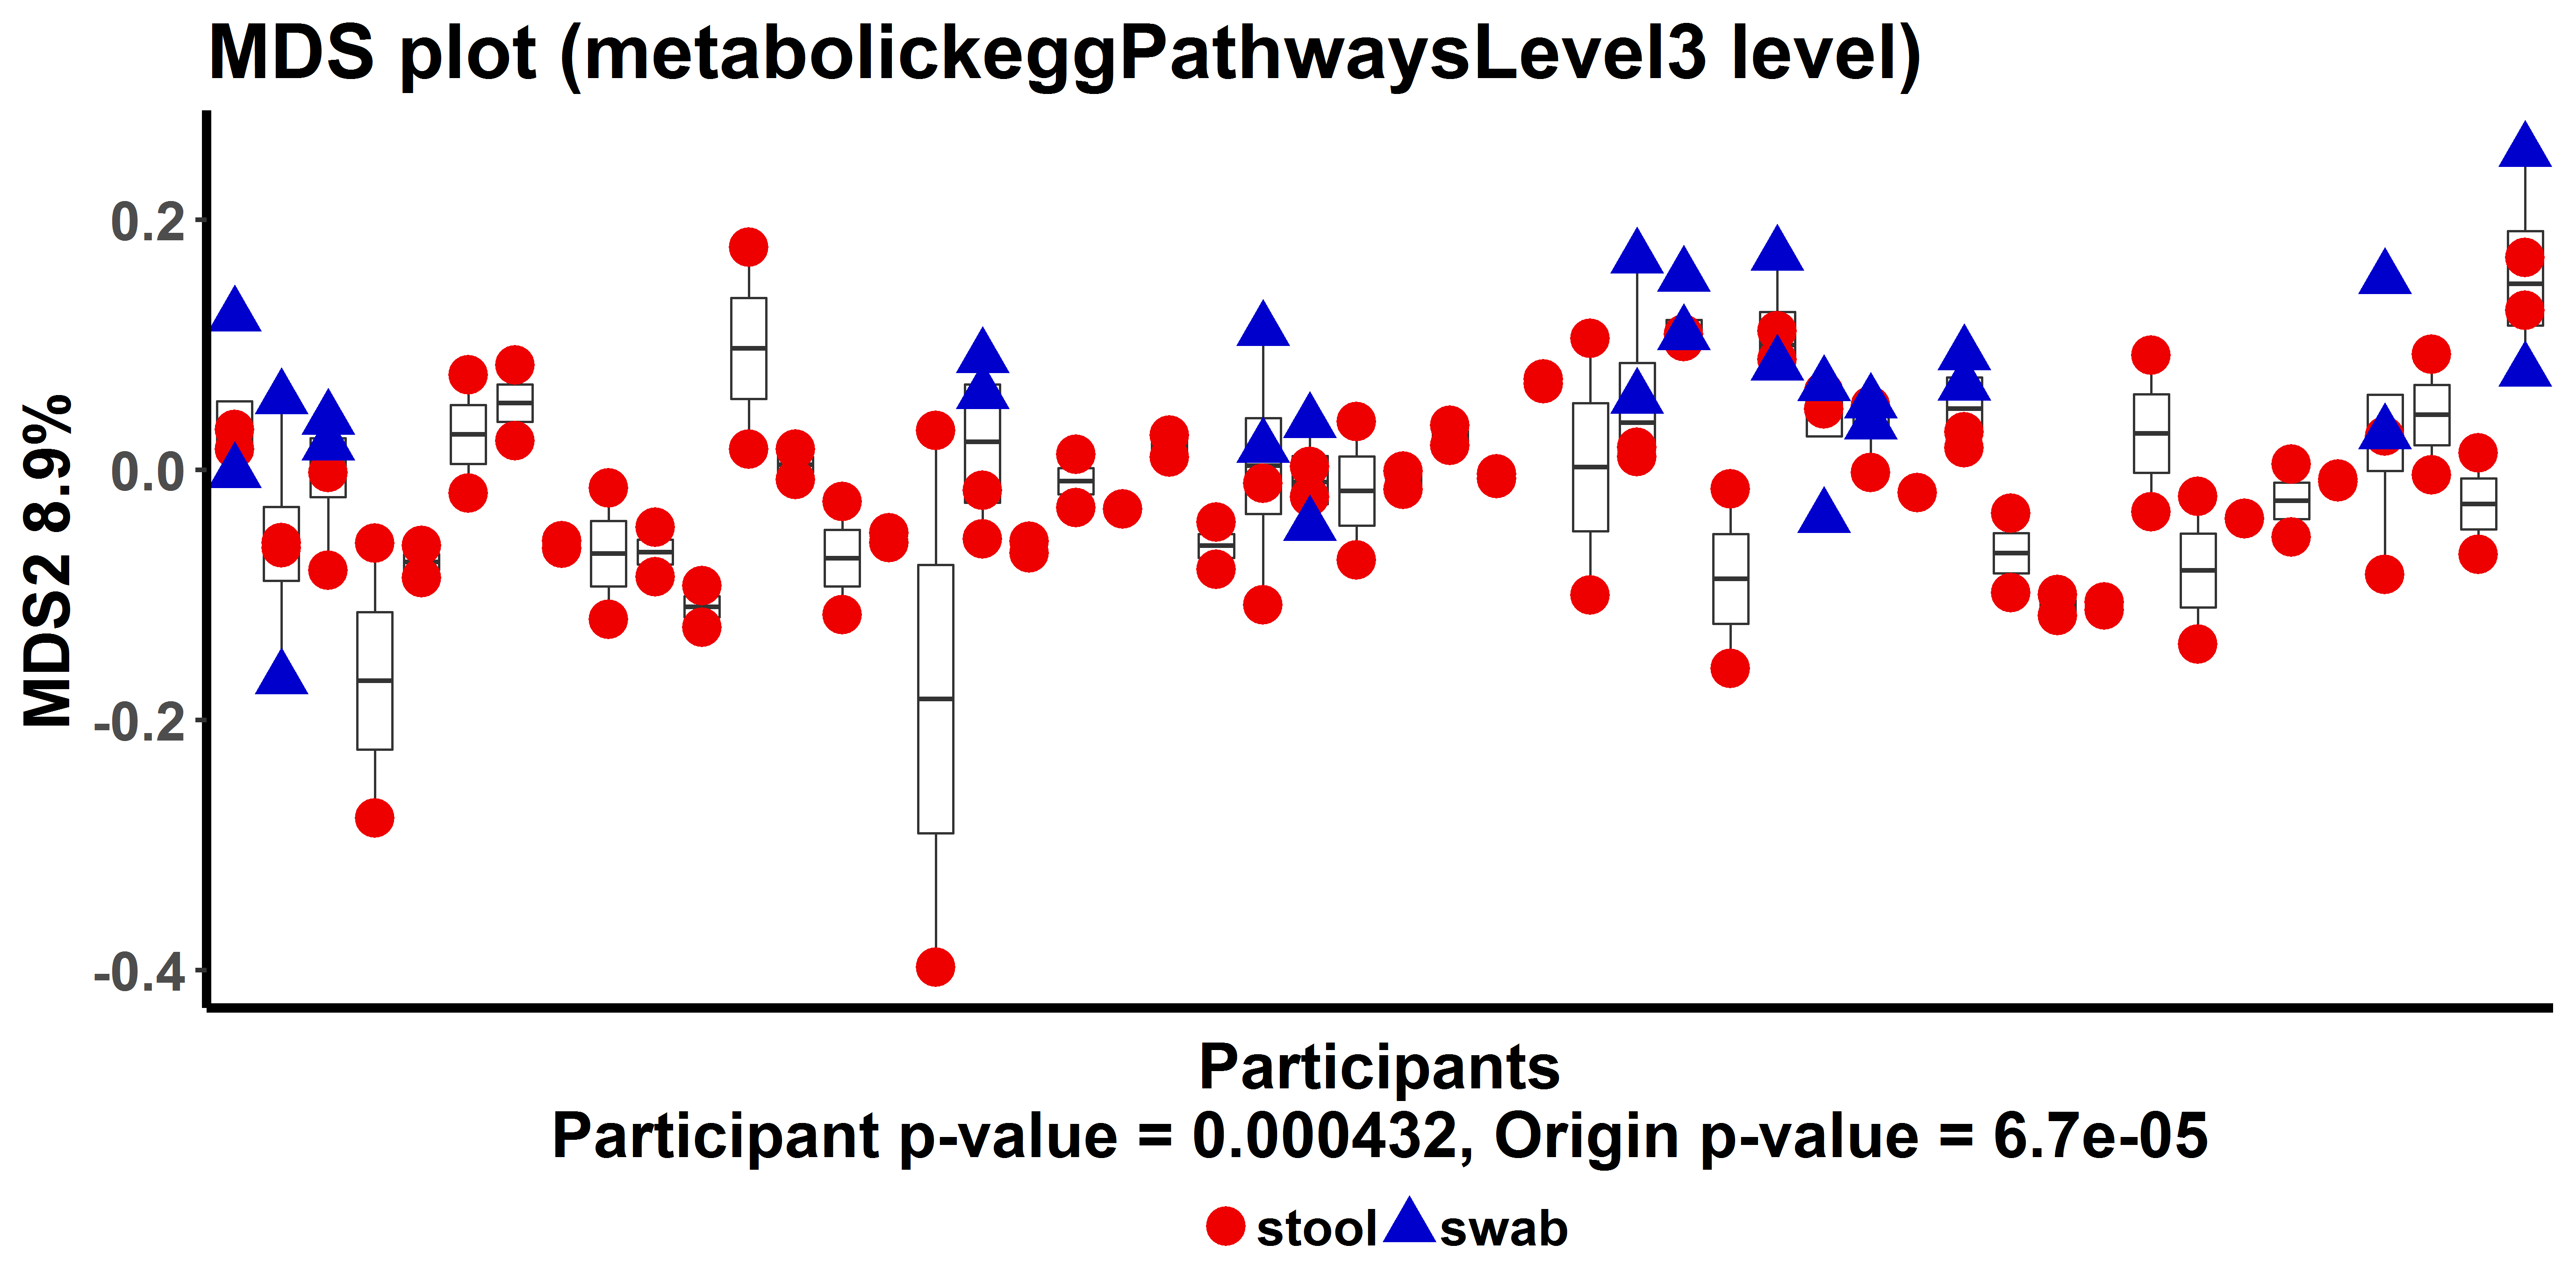 MDS plot (metabolickeggPathwaysLevel3 level)
MDS2 8.9%
0.2
0.0
-0.2
-0.4
Participants
Participant p-value = 0.000432, Origin p-value = 6.7e-05
stool swab